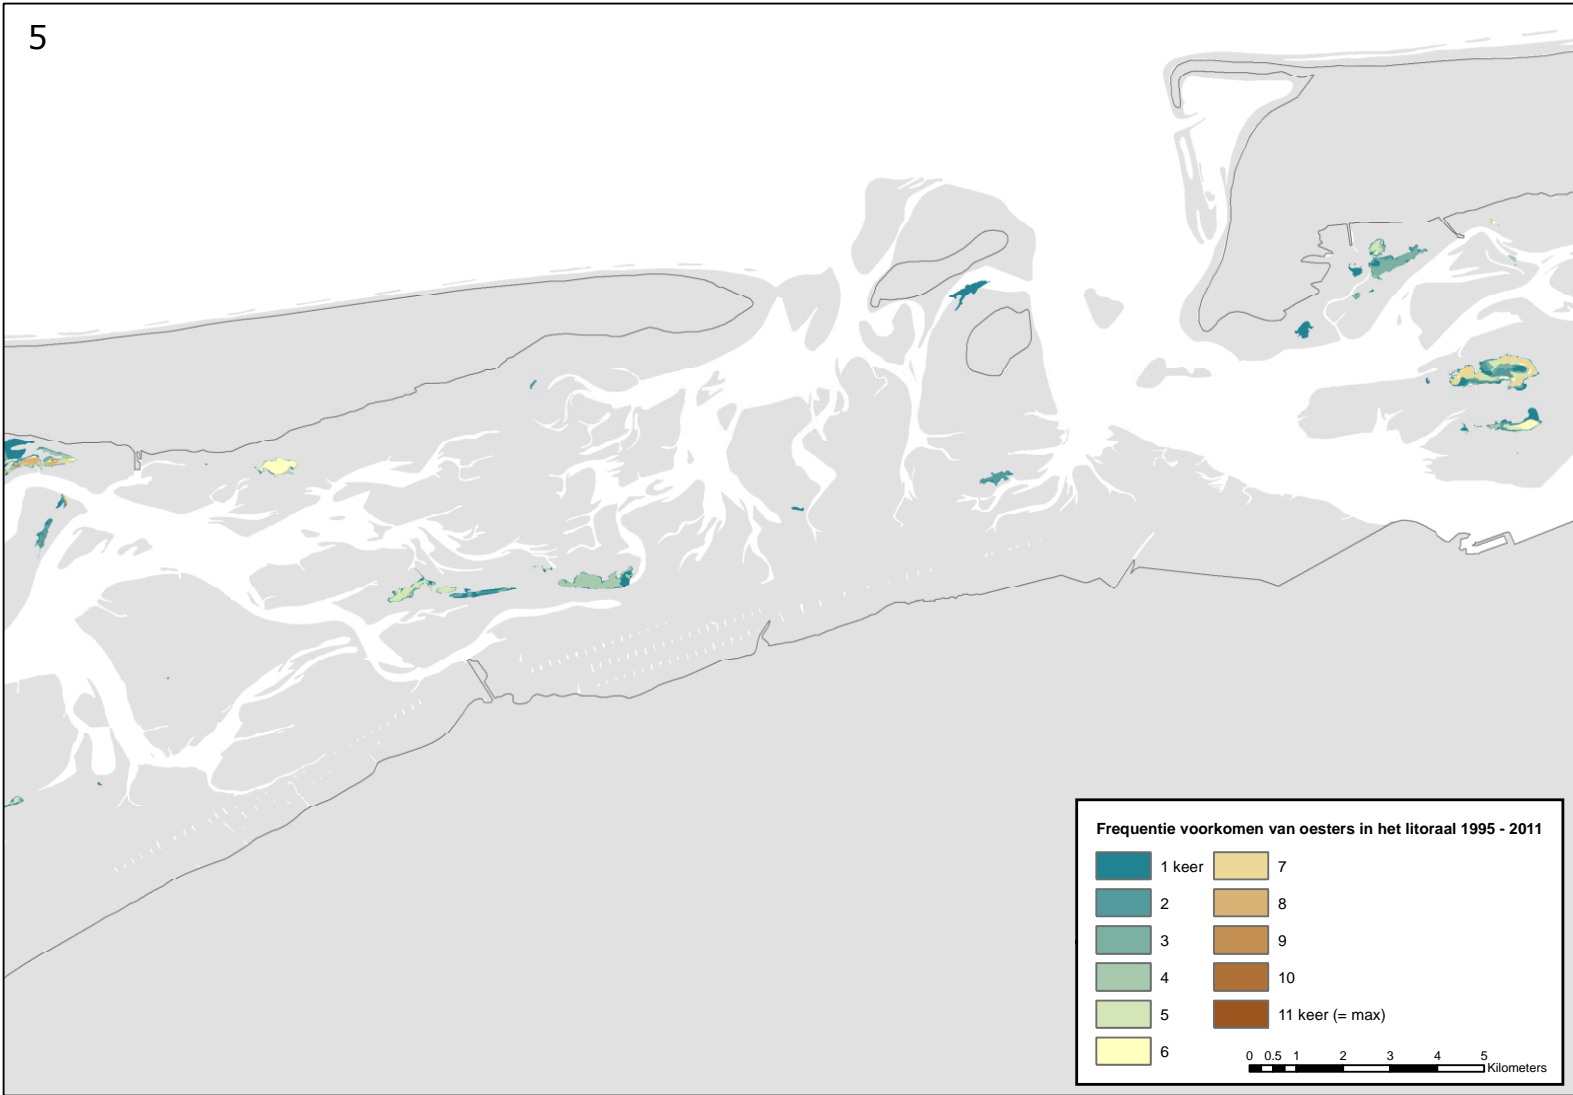 5
Frequentie voorkomen van oesters in het litoraal 1995 - 2011
1 keer
2
3
4
5
6
7
8
9
10
11 keer (= max)
0 0.5 1 2 3 4 5
Kilometers